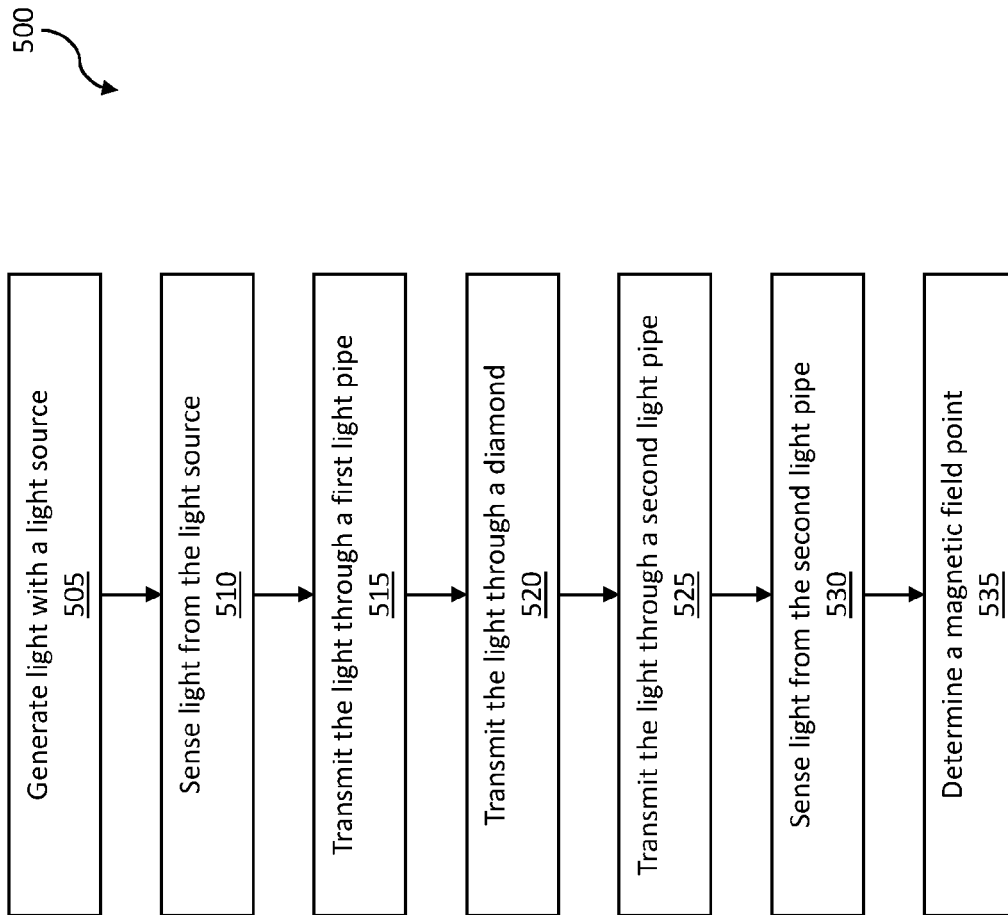 500
Generate light with a light source
505
Sense light from the light source
510
Transmit the light through a first light pipe
515
Transmit the light through a diamond
520
Transmit the light through a second light pipe
525
Sense light from the second light pipe
530
Determine a magnetic field point
535